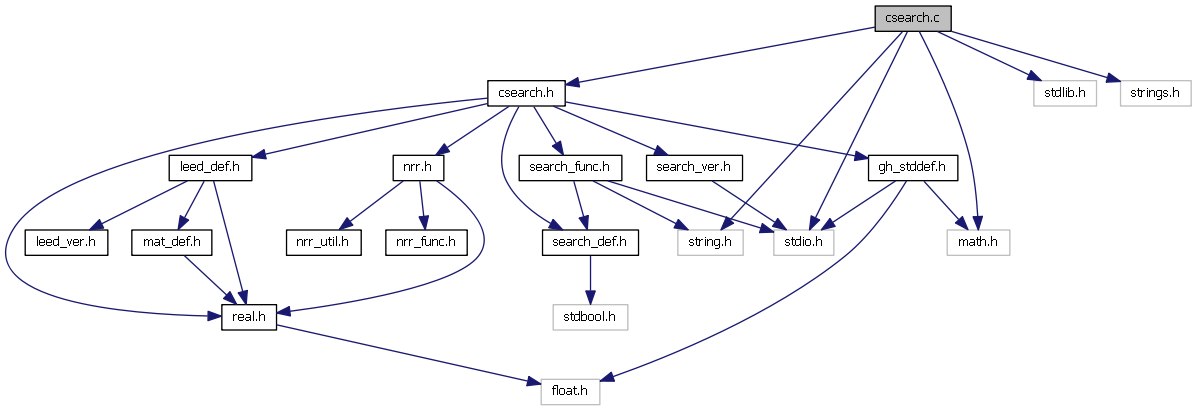 csearch.c
csearch.h
stdlib.h
strings.h
leed_def.h
nrr.h
search_func.h
search_ver.h
gh_stddef.h
leed_ver.h
mat_def.h
nrr_util.h
nrr_func.h
search_def.h
string.h
stdio.h
math.h
real.h
stdbool.h
float.h